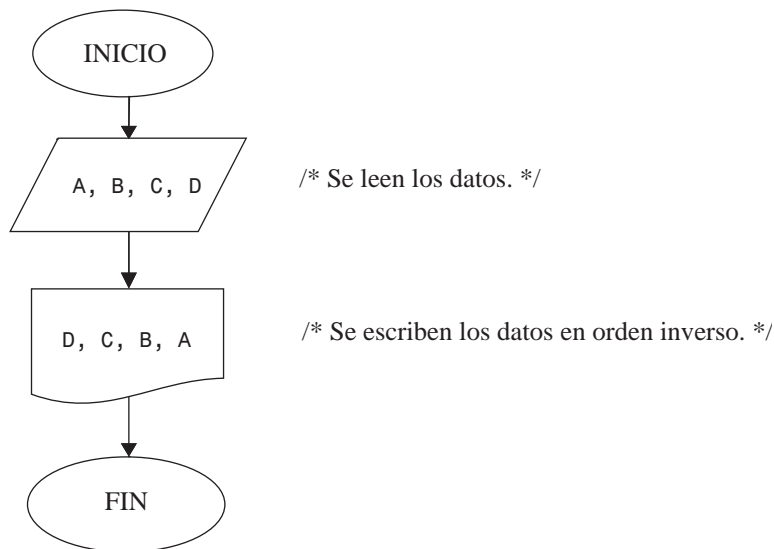 INICIO
A, B, C, D
/* Se leen los datos. */
D, C, B, A
/* Se escriben los datos en orden inverso. */
FIN